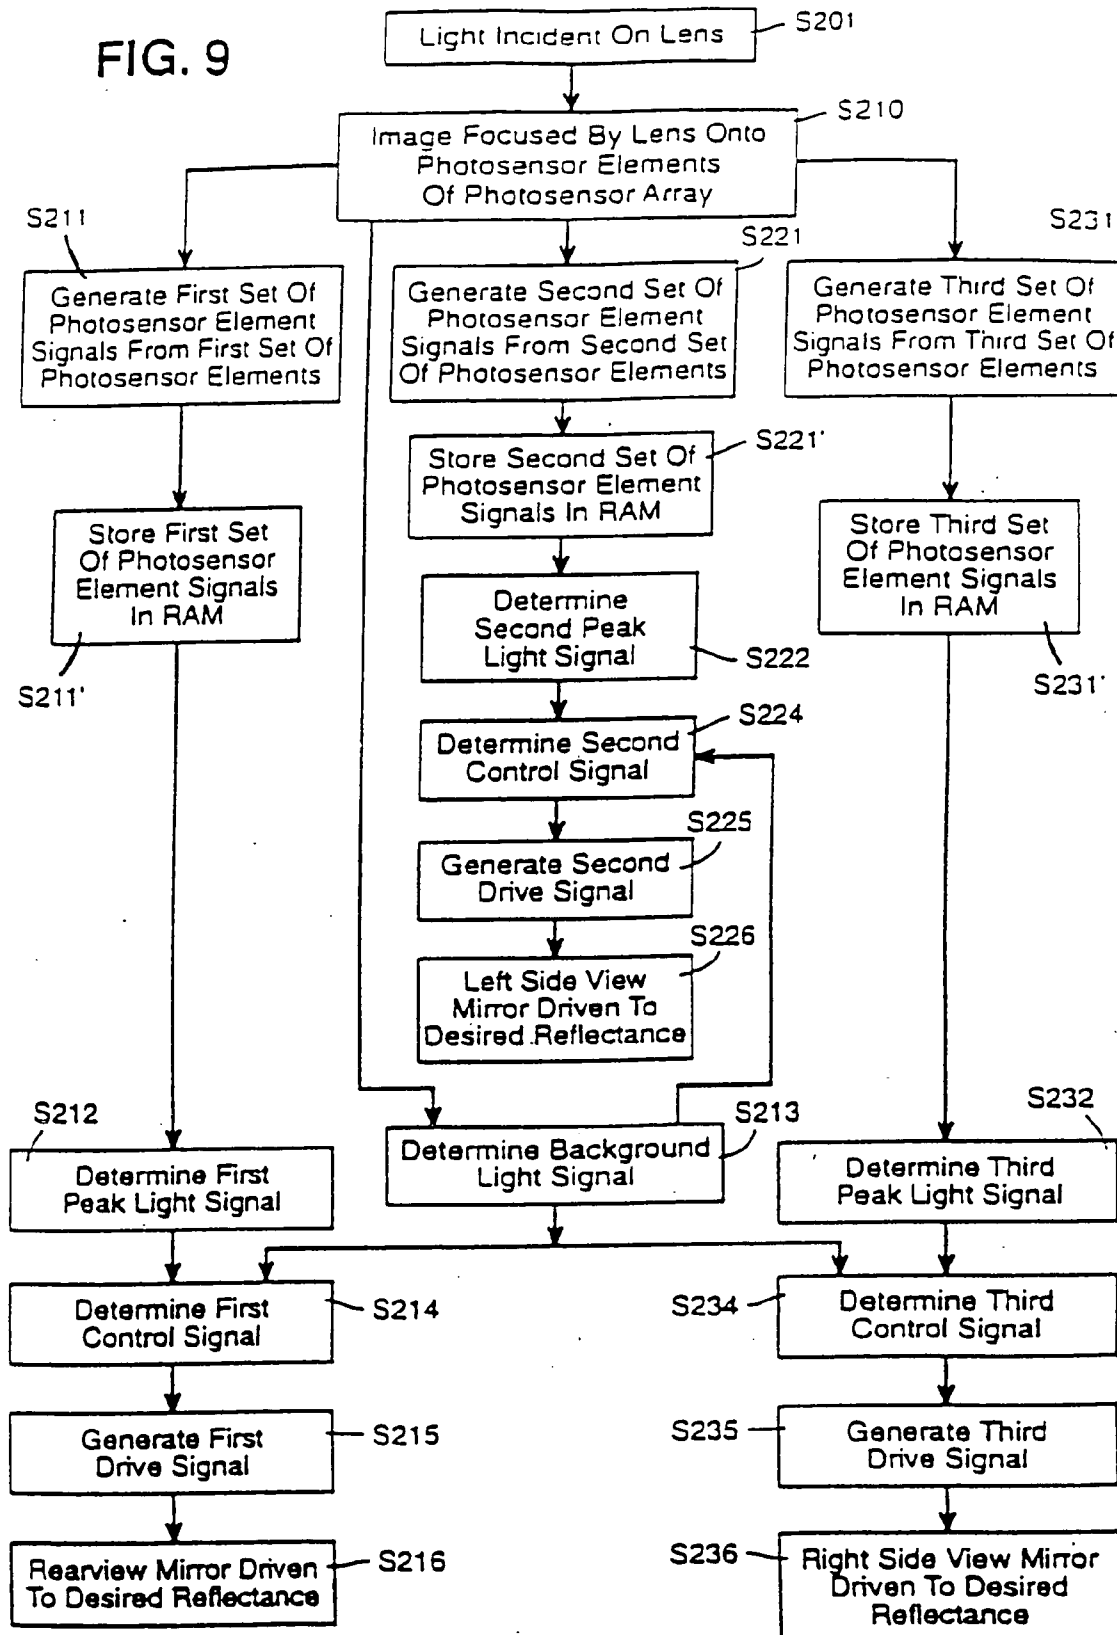 FIG. 9
Light Incident On Lens
S201
Image Focused By Lens Onto
Photosensor Elements
Of Photosensor Array
S210
S211
Generate First Set Of
Photosensor Element
Signals From First Set Of
Photosensor Elements
S221
Generate Second Set Of
Photosensor Element
Signals From Second Set
Of Photosensor Elements
S231
Generate Third Set Of
Photosensor Element
Signals From Third Set Of
Photosensor Elements
Store First Set
Of Photosensor
Element Signals
In RAM
S211'
Store Second Set Of
Photosensor Element
Signals In RAM
S221'
Store Third Set
Of Photosensor
Element Signals
In RAM
S231'
Determine
Second Peak
Light Signal
S222
Determine Second
Control Signal
S224
Generate Second
Drive Signal
S225
Left Side View
Mirror Driven To
Desired Reflectance
S226
S212
Determine First
Peak Light Signal
Determine Background
Light Signal
S213
S232
Determine Third
Peak Light Signal
Determine First
Control Signal
S214
S234
Determine Third
Control Signal
Generate First
Drive Signal
S215
S235
Generate Third
Drive Signal
Rearview Mirror Driven
To Desired Reflectance
S216
S236
Right Side View Mirror
Driven To Desired
Reflectance